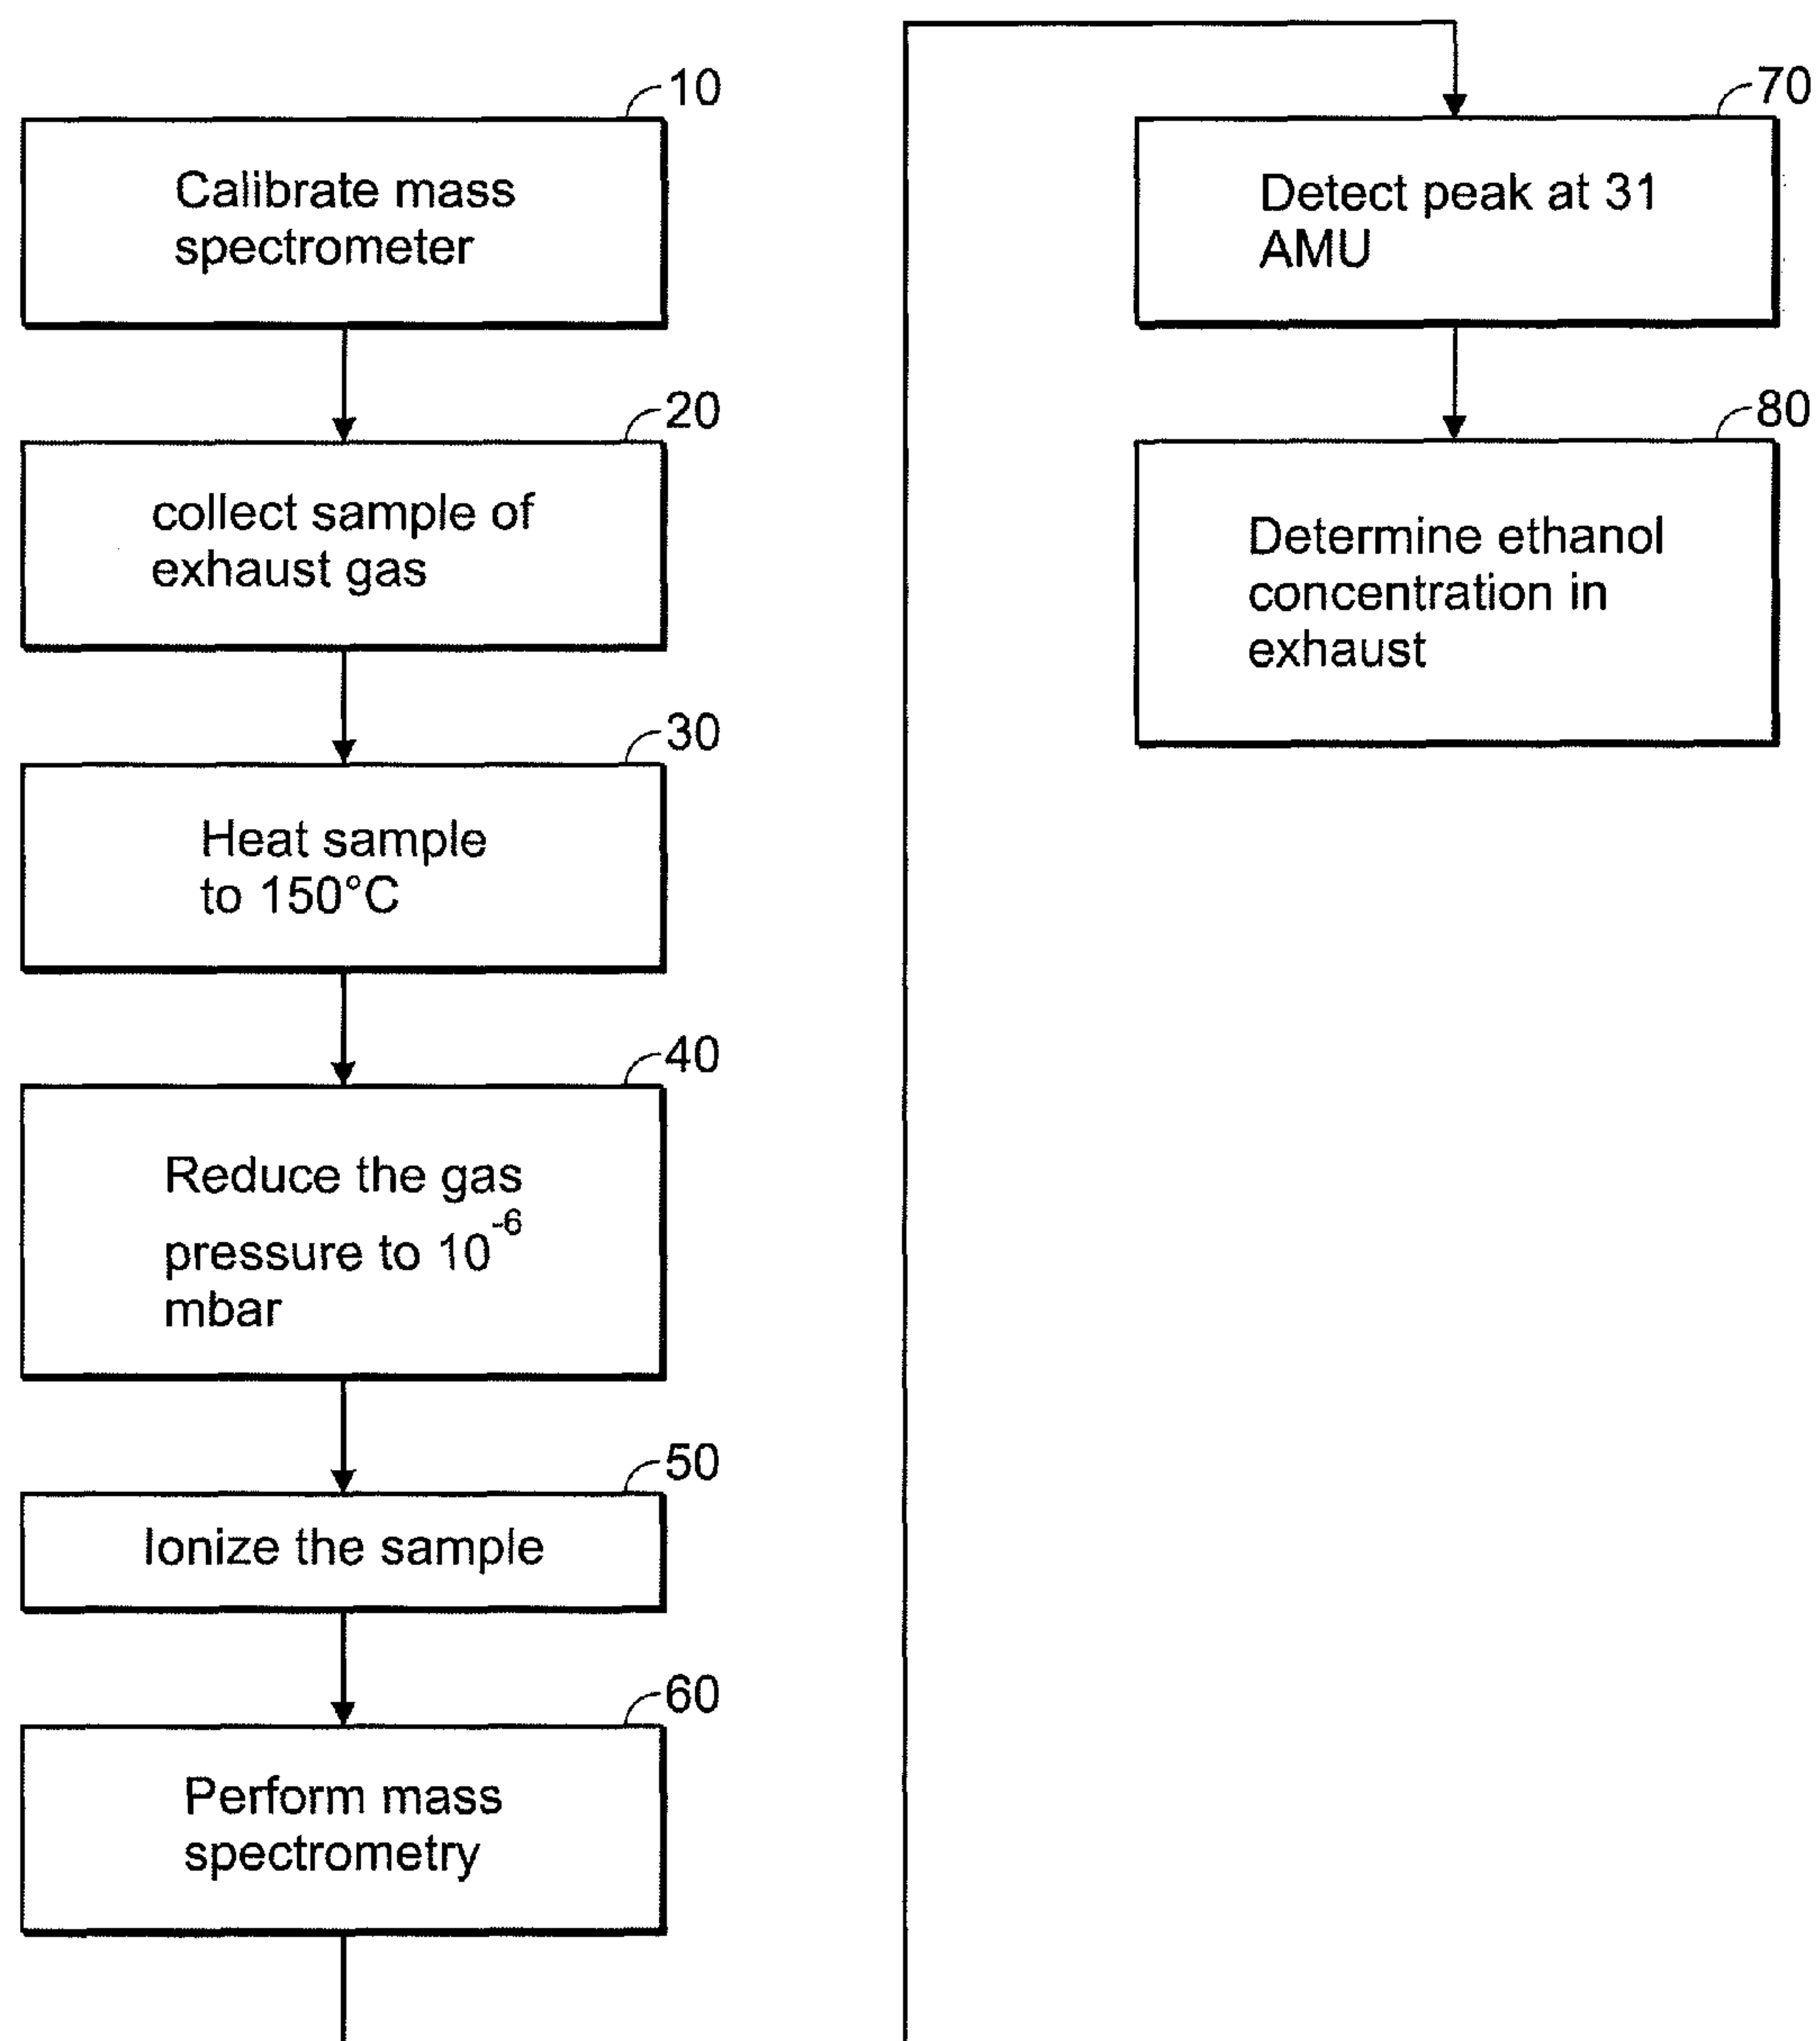 10
Calibrate mass
spectrometer
20
collect sample of
exhaust gas
30
Heat sample
to 150°C
40
Reduce the gas
pressure to 10⁻⁶
mbar
50
Ionize the sample
60
Perform mass
spectrometry
70
Detect peak at 31
AMU
80
Determine ethanol
concentration in
exhaust